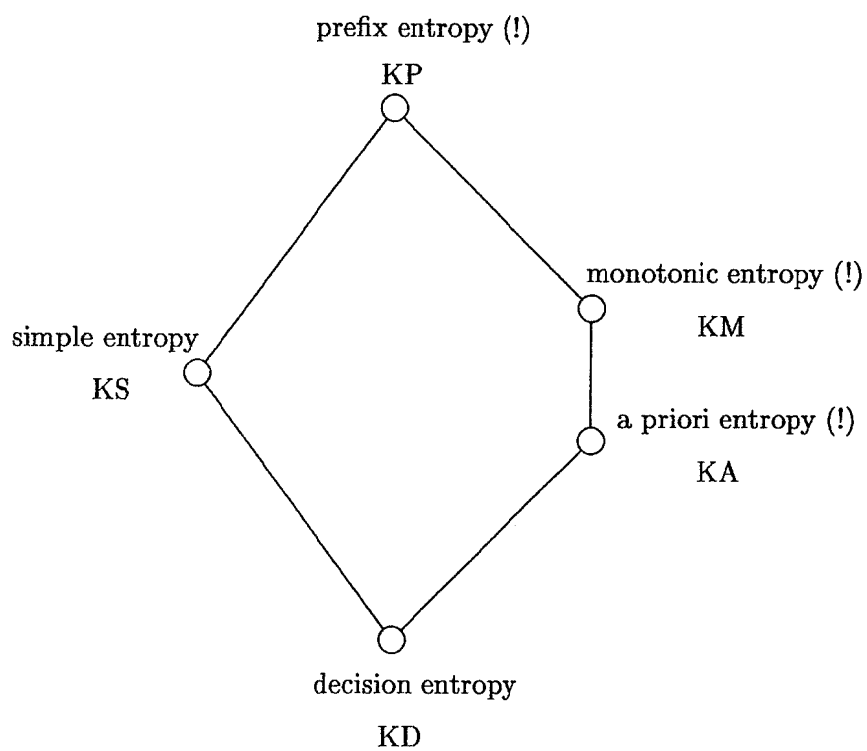 prefix entropy (!)
KP
monotonic entropy (!)
KM
simple entropy
KS
a priori entropy (!)
KA
decision entropy
KD